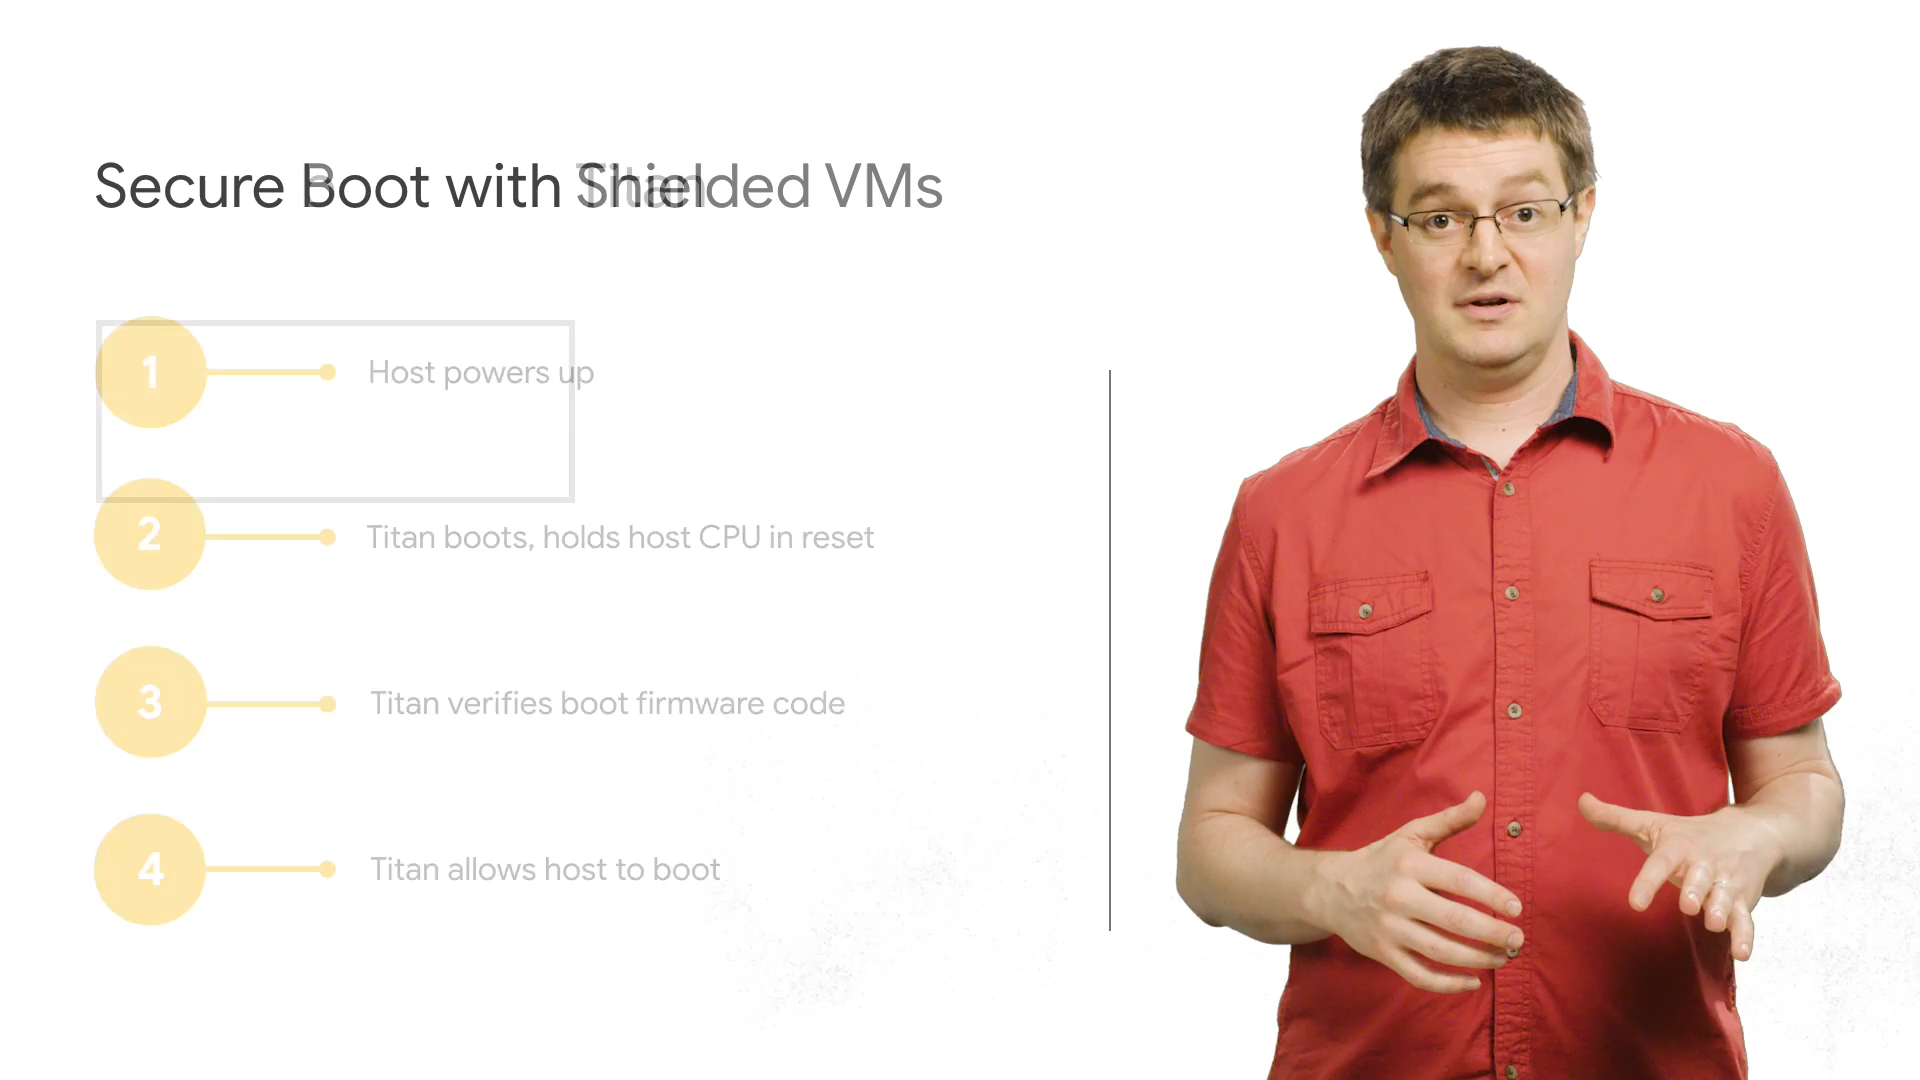 Secure Boot with Shielded VMs
1 Host powers up
2 Titan boots, holds host CPU in reset
3 Titan verifies boot firmware code
4 Titan allows host to boot